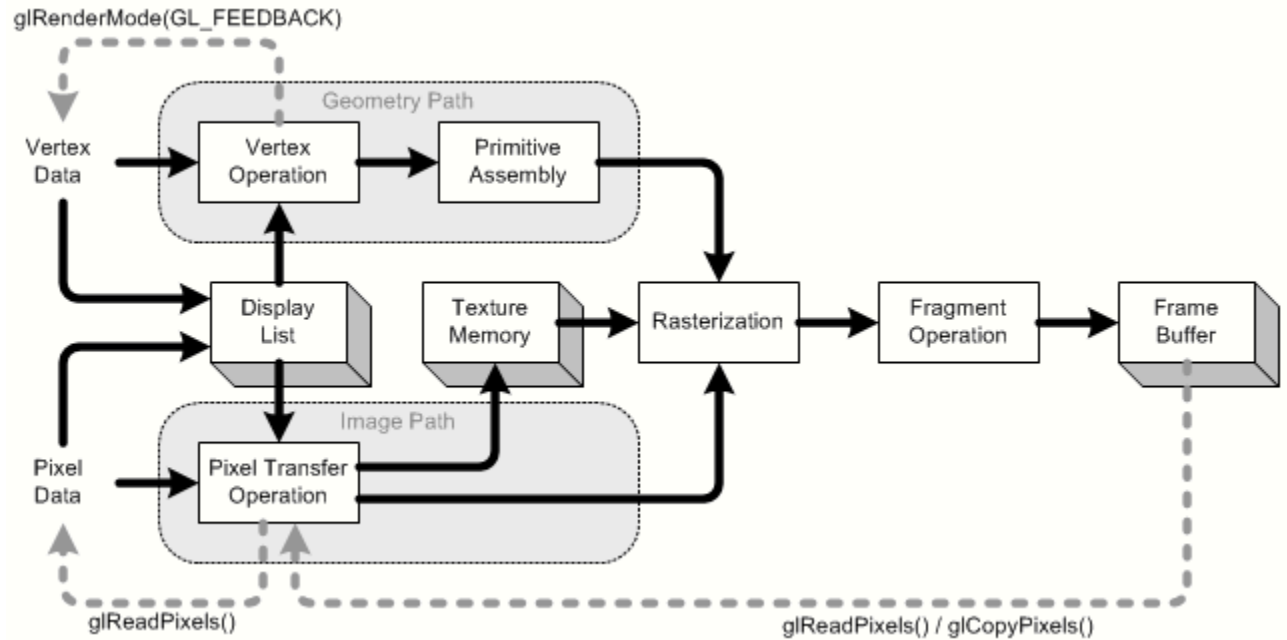 glRenderMode(GL_FEEDBACK)
Geometry Path
Vertex
Data
Vertex
Operation
Primitive
Assembly
Display
List
Texture
Memory
Rasterization
Fragment
Operation
Frame
Buffer
Image Path
Pixel
Data
Pixel Transfer
Operation
glReadPixels()
glReadPixels() / glCopyPixels()